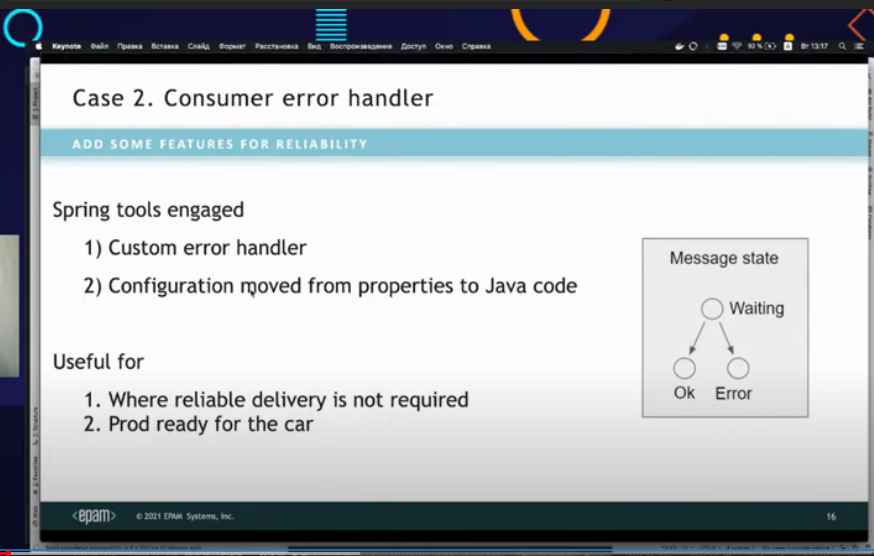 Keynote Файл Правка Вставка Слайд Формат Расстановка Вид Воспроизведение Доступ Окно Справка
92 % Вт 13:17
Case 2. Consumer error handler
ADD SOME FEATURES FOR RELIABILITY
Spring tools engaged
1) Custom error handler
2) Configuration moved from properties to Java code
Useful for
1. Where reliable delivery is not required
2. Prod ready for the car
Message state
Waiting
Ok Error
<epam> © 2021 EPAM Systems, Inc. 16